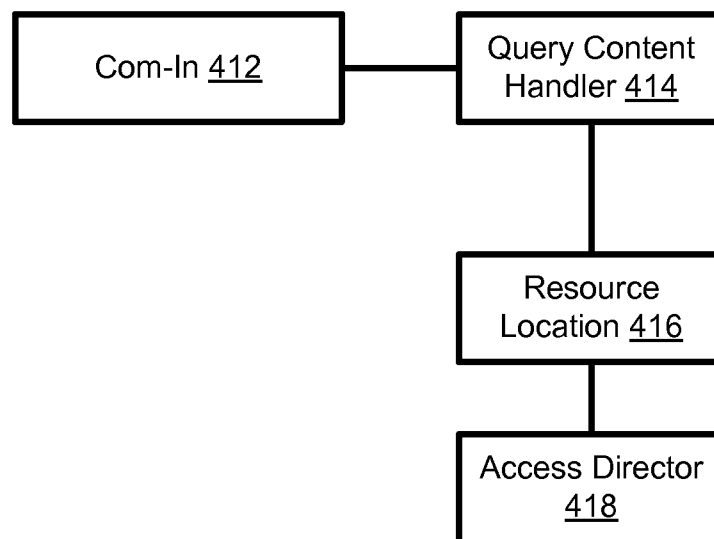 Com-In 412
Query Content
Handler 414
Resource
Location 416
Access Director
418